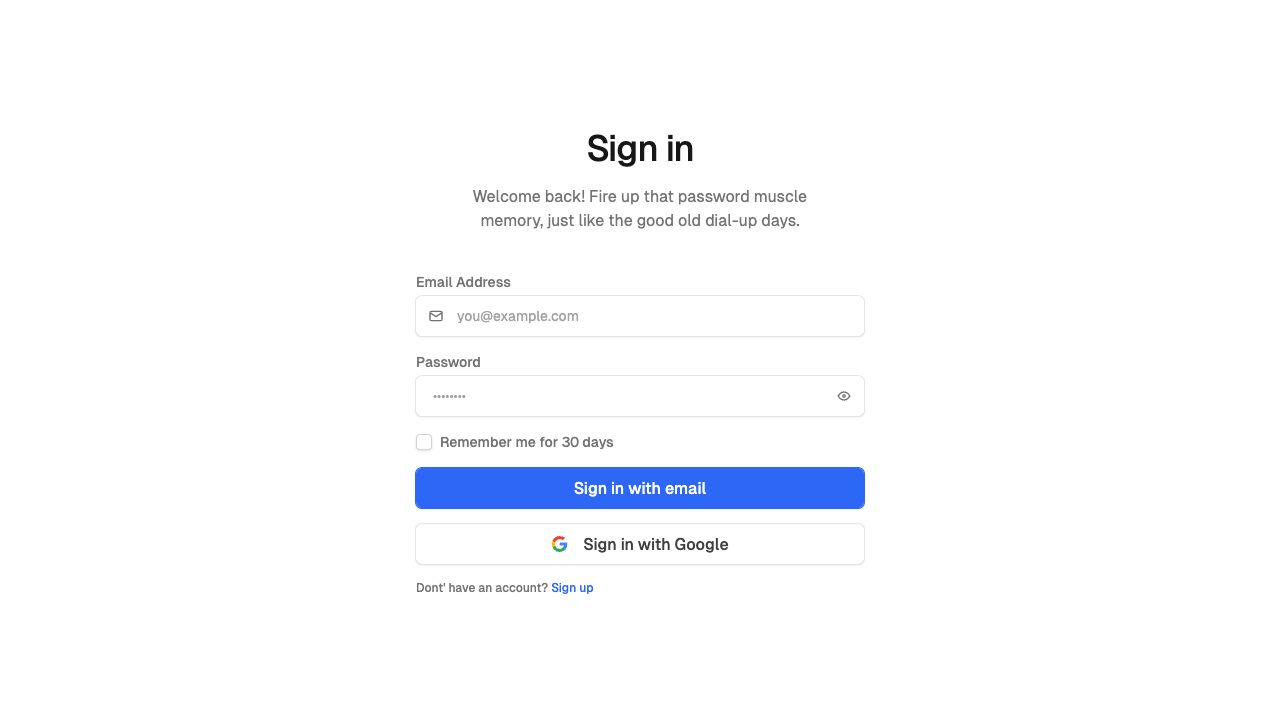 Sign in
Welcome back! Fire up that password muscle
memory, just like the good old dial-up days.
Email Address
you@example.com
Password
••••••••
Remember me for 30 days
Sign in with email
Sign in with Google
Dont' have an account? Sign up